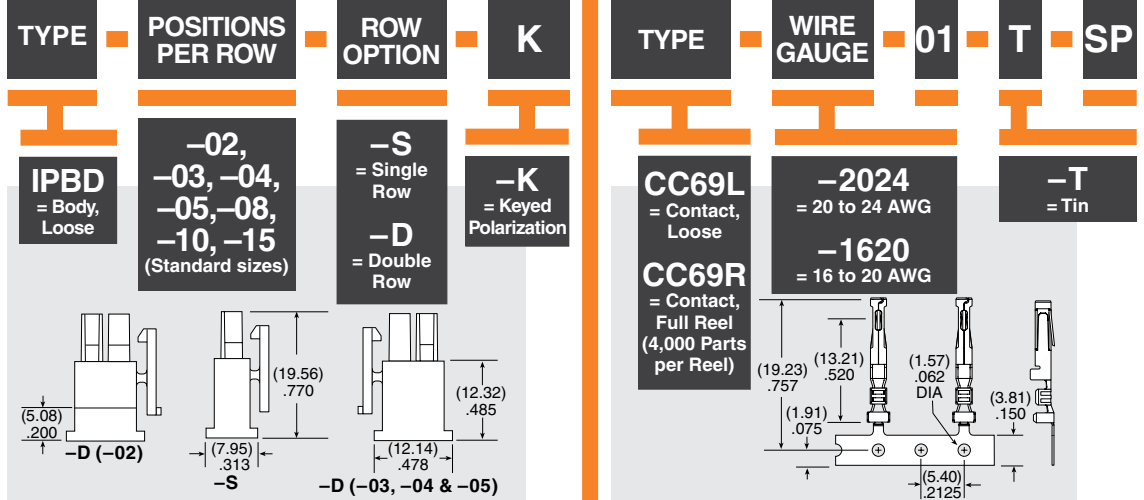 TYPE
POSITIONS
PER ROW
ROW
OPTION
K
IPBD
= Body,
Loose
–02,
–03, –04,
–05,–08,
–10, –15
(Standard sizes)
–S
= Single
Row
–D
= Double
Row
–K
= Keyed
Polarization
(5.08)
.200
–D (–02)
(19.56)
.770
(7.95)
.313
–S
(12.32)
.485
(12.14)
.478
–D (–03, –04 & –05)
TYPE
WIRE
GAUGE
01
T
SP
CC69L
= Contact,
Loose
CC69R
= Contact,
Full Reel
(4,000 Parts
per Reel)
–2024
= 20 to 24 AWG
–1620
= 16 to 20 AWG
–T
= Tin
(19.23)
.757
(13.21)
.520
(1.57)
.062
DIA
(3.81)
.150
(1.91)
.075
(5.40)
.2125